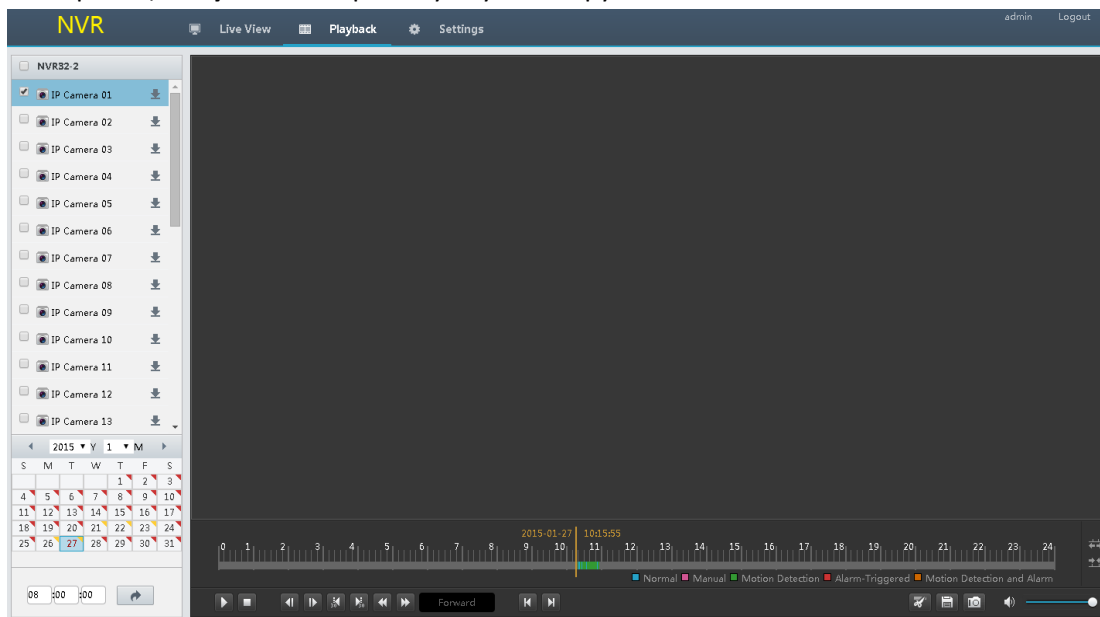 NVR Live View Playback Settings admin Logout
NVR32-2
IP Camera 01
IP Camera 02
IP Camera 03
IP Camera 04
IP Camera 05
IP Camera 06
IP Camera 07
IP Camera 08
IP Camera 09
IP Camera 10
IP Camera 11
IP Camera 12
IP Camera 13
2015 Y 1 M
S M T W T F S
1 2 3
4 5 6 7 8 9 10
11 12 13 14 15 16 17
18 19 20 21 22 23 24
25 26 27 28 29 30 31
08 :00 :00
2015-01-27 10:15:55
0 1 2 3 4 5 6 7 8 9 10 11 12 13 14 15 16 17 18 19 20 21 22 23 24
Normal Manual Motion Detection Alarm-Triggered Motion Detection and Alarm
Forward